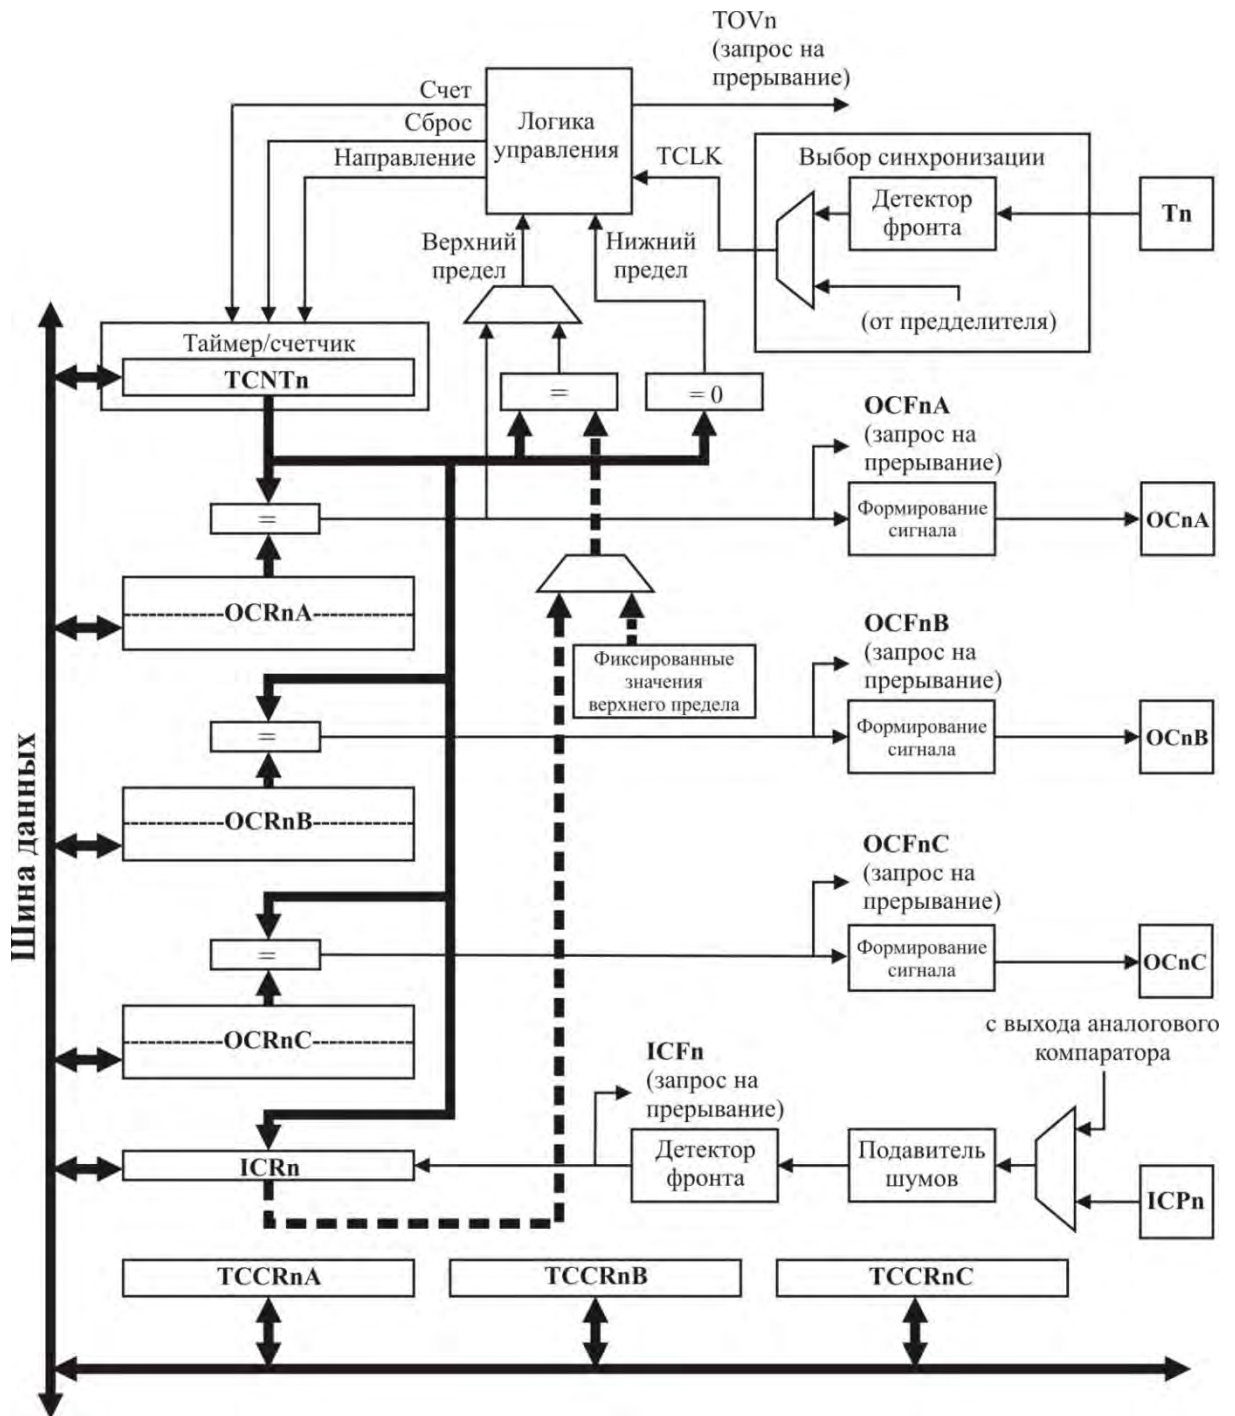 TOVn
(запрос на
прерывание)
Счет
Сброс
Направление
Логика
управления
TCLK
Выбор синхронизации
Детектор
фронта
Tn
Верхний
предел
Нижний
предел
(от предделителя)
Таймер/счетчик
TCNTn
=
= 0
OCFnA
(запрос на
прерывание)
=
Формирование
сигнала
OCnA
OCRnA
Фиксированные
значения
верхнего предела
OCFnB
(запрос на
прерывание)
=
Формирование
сигнала
OCnB
OCRnB
Шина данных
OCFnC
(запрос на
прерывание)
=
Формирование
сигнала
OCnC
OCRnC
с выхода аналогового
компаратора
ICFn
(запрос на
прерывание)
ICRn
Детектор
фронта
Подавитель
шумов
ICPn
TCCRnA
TCCRnB
TCCRnC